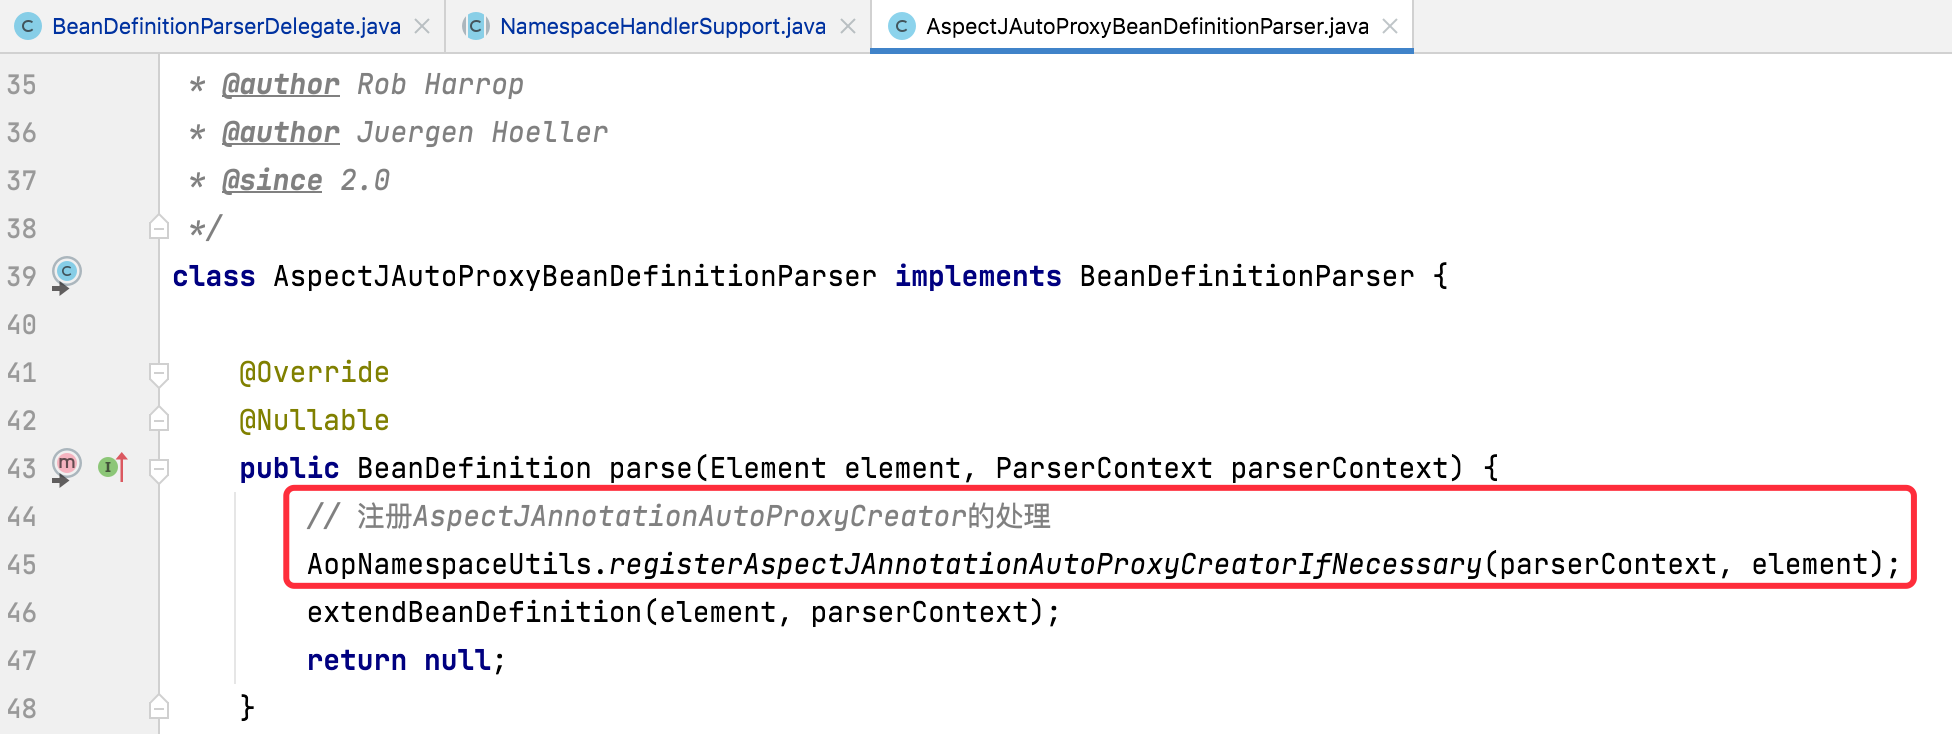 BeanDefinitionParserDelegate.java NamespaceHandlerSupport.java AspectJAutoProxyBeanDefinitionParser.java
35 * @author Rob Harrop
36 * @author Juergen Hoeller
37 * @since 2.0
38 */
39 class AspectJAutoProxyBeanDefinitionParser implements BeanDefinitionParser {
40
41 @Override
42 @Nullable
43 public BeanDefinition parse(Element element, ParserContext parserContext) {
44 // 注册AspectJAnnotationAutoProxyCreator的处理
45 AopNamespaceUtils.registerAspectJAnnotationAutoProxyCreatorIfNecessary(parserContext, element);
46 extendBeanDefinition(element, parserContext);
47 return null;
48 }